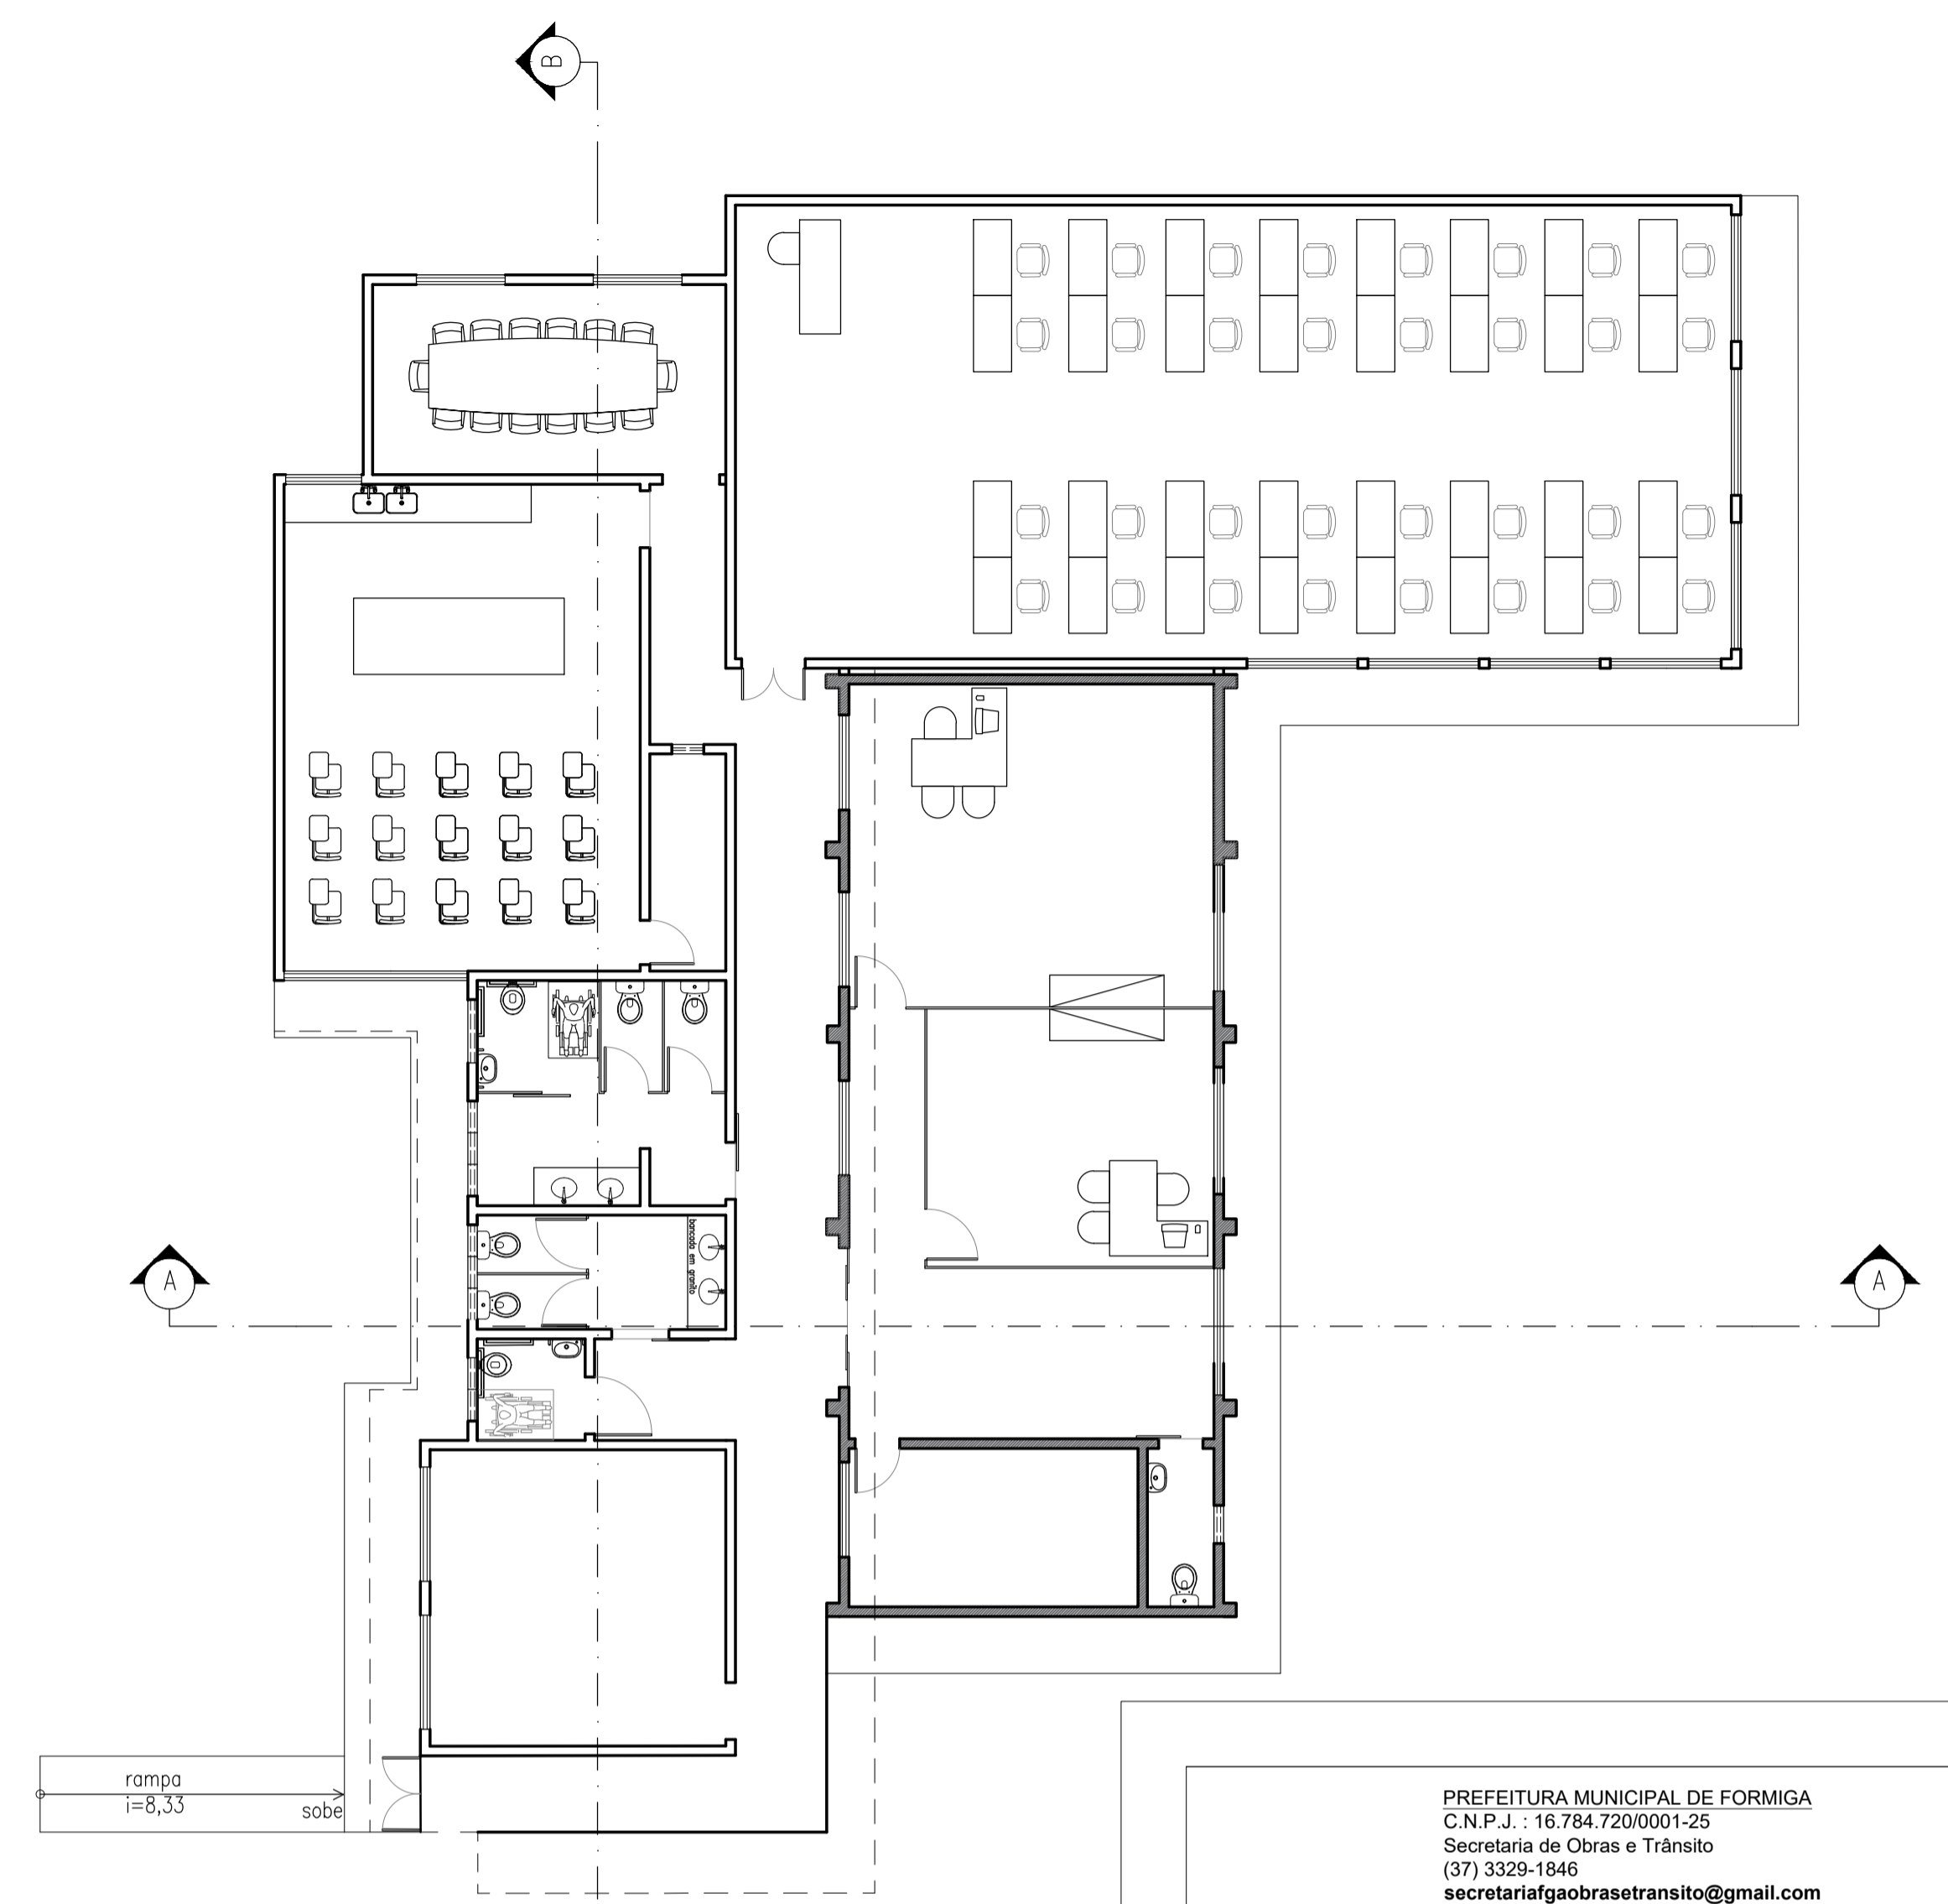 B
bancada em granito
A
A
rampa
i=8,33
sobe
PREFEITURA MUNICIPAL DE FORMIGA
C.N.P.J. : 16.784.720/0001-25
Secretaria de Obras e Trânsito
(37) 3329-1846
secretariafgaobrasetransito@gmail.com